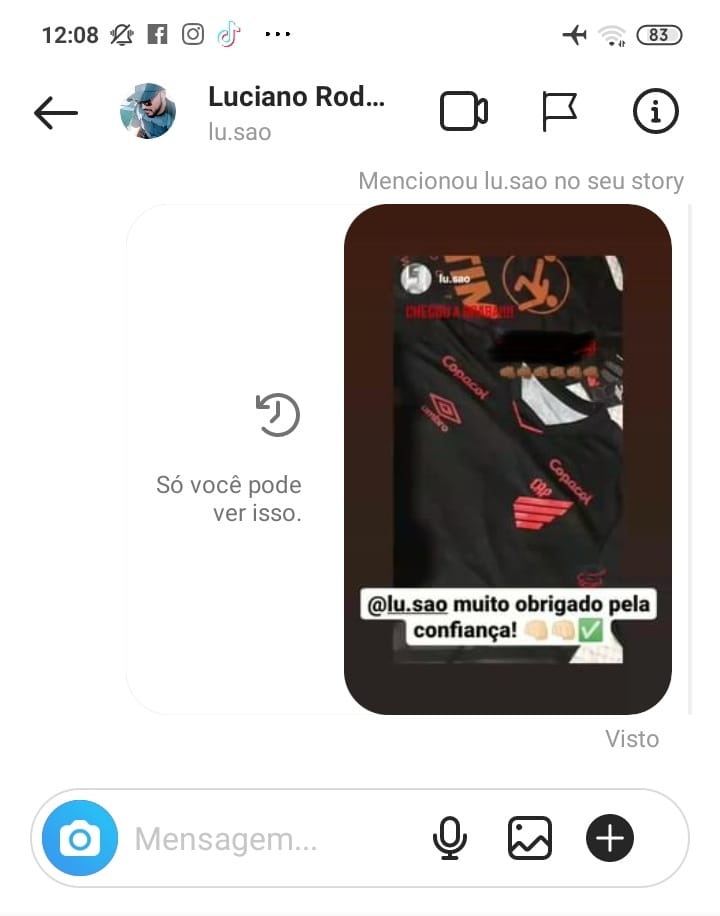 12:08
83
Luciano Rod...
lu.sao
Mencionou lu.sao no seu story
lu.sao
CHEGOU A
Copacol
umbro
Copacol
CAP
Só você pode
ver isso.
@lu.sao muito obrigado pela
confiança! 👊🏻👊🏻✅
Visto
Mensagem...